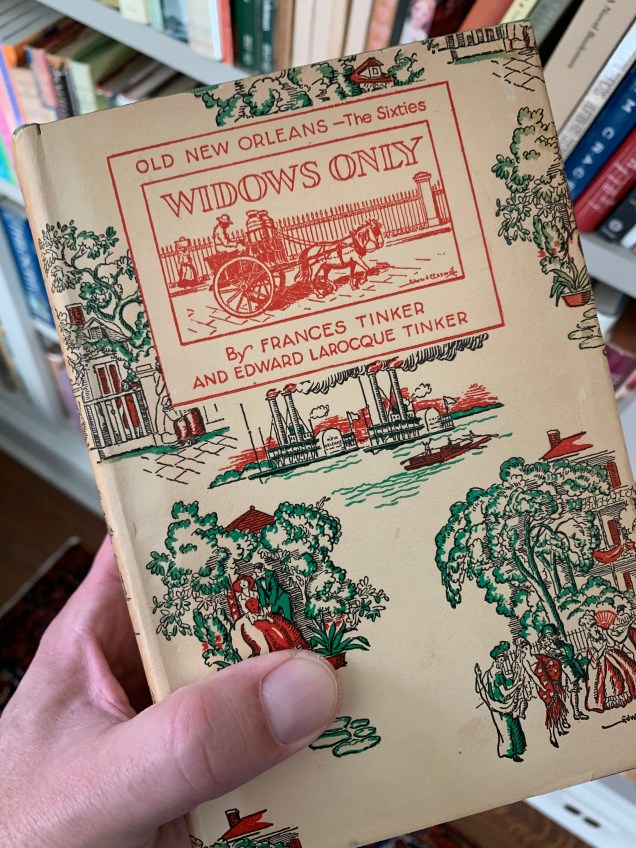 OLD NEW ORLEANS—The Sixties
WIDOWS ONLY
By FRANCES TINKER
AND EDWARD LAROCQUE TINKER